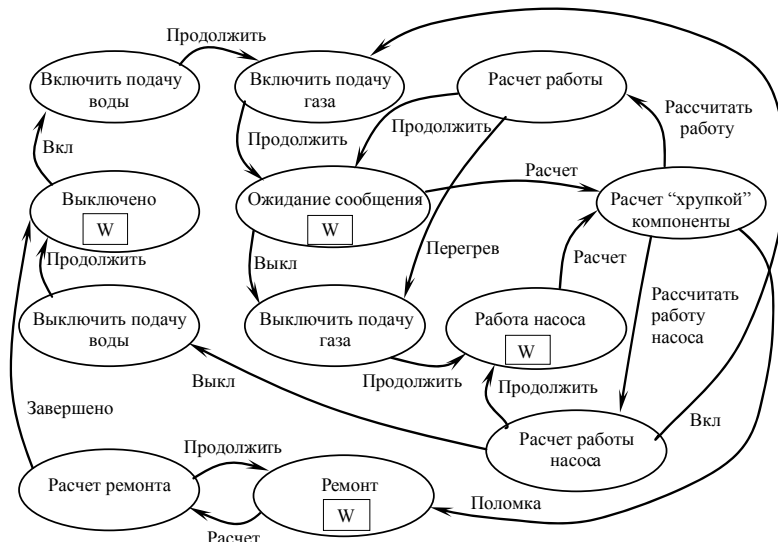 Продолжить
Включить подачу
воды
Включить подачу
газа
Расчет работы
Рассчитать
работу
Продолжить
Продолжить
Вкл
Выключено
W
Ожидание сообщения
W
Расчет
Расчет “хрупкой”
компоненты
Продолжить
Выкл
Перегрев
Расчет
Рассчитать
работу
насоса
Выключить подачу
воды
Выключить подачу
газа
Работа насоса
W
Выкл
Продолжить
Продолжить
Завершено
Расчет работы
насоса
Вкл
Продолжить
Расчет ремонта
Ремонт
W
Поломка
Расчет